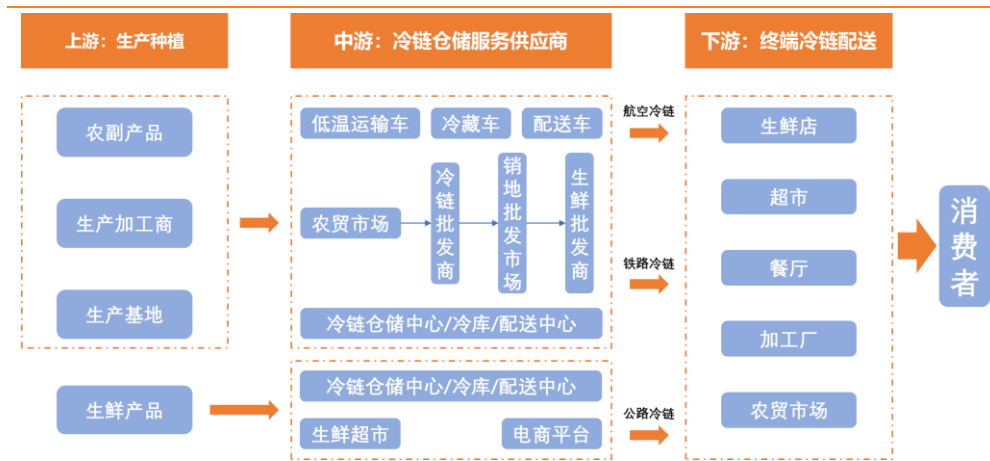 上游：生产种植
中游：冷链仓储服务供应商
下游：终端冷链配送
农副产品
生产加工商
生产基地
生鲜产品
低温运输车
冷藏车
配送车
农贸市场
冷链批发商
销地批发市场
生鲜批发商
冷链仓储中心/冷库/配送中心
冷链仓储中心/冷库/配送中心
生鲜超市
电商平台
航空冷链
铁路冷链
公路冷链
生鲜店
超市
餐厅
加工厂
农贸市场
消费者